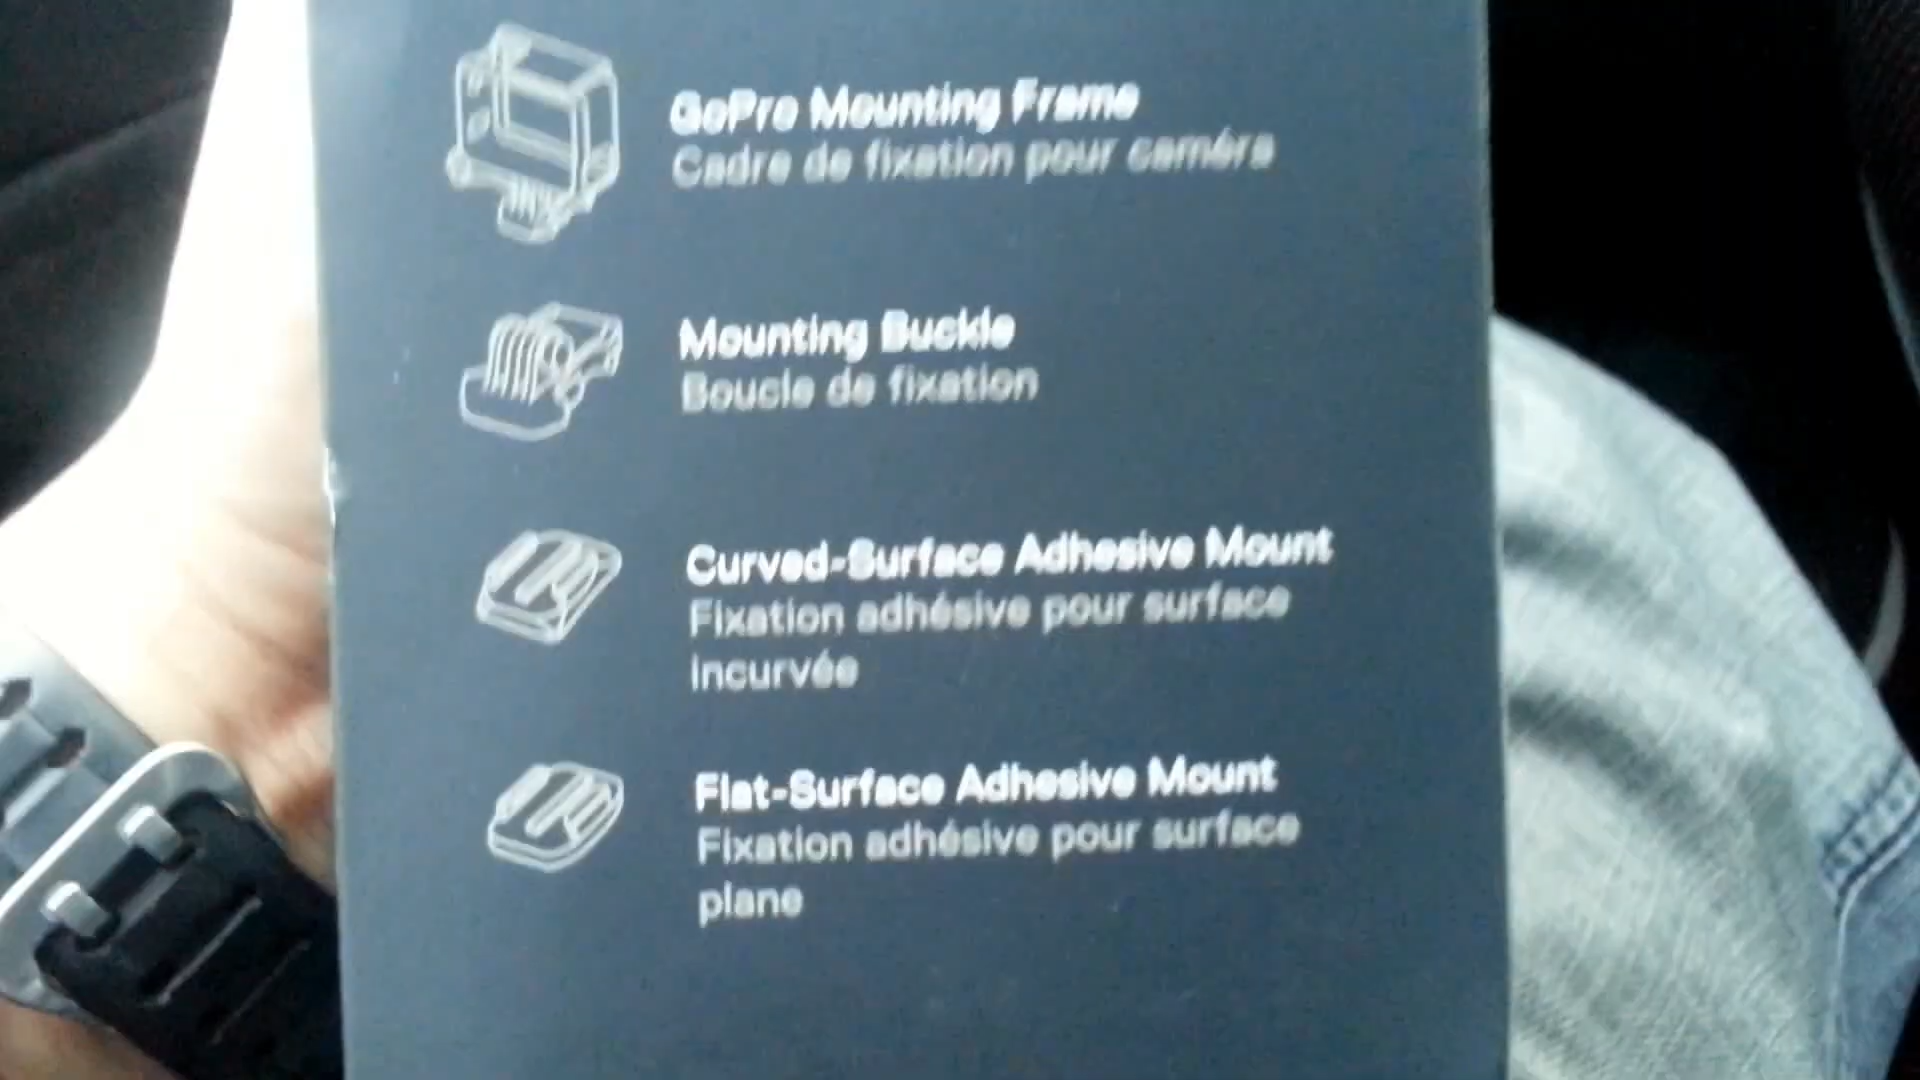 GoPro Mounting Frame
Cadre de fixation pour caméra
Mounting Buckle
Boucle de fixation
Curved-Surface Adhesive Mount
Fixation adhésive pour surface
incurvée
Flat-Surface Adhesive Mount
Fixation adhésive pour surface
plane